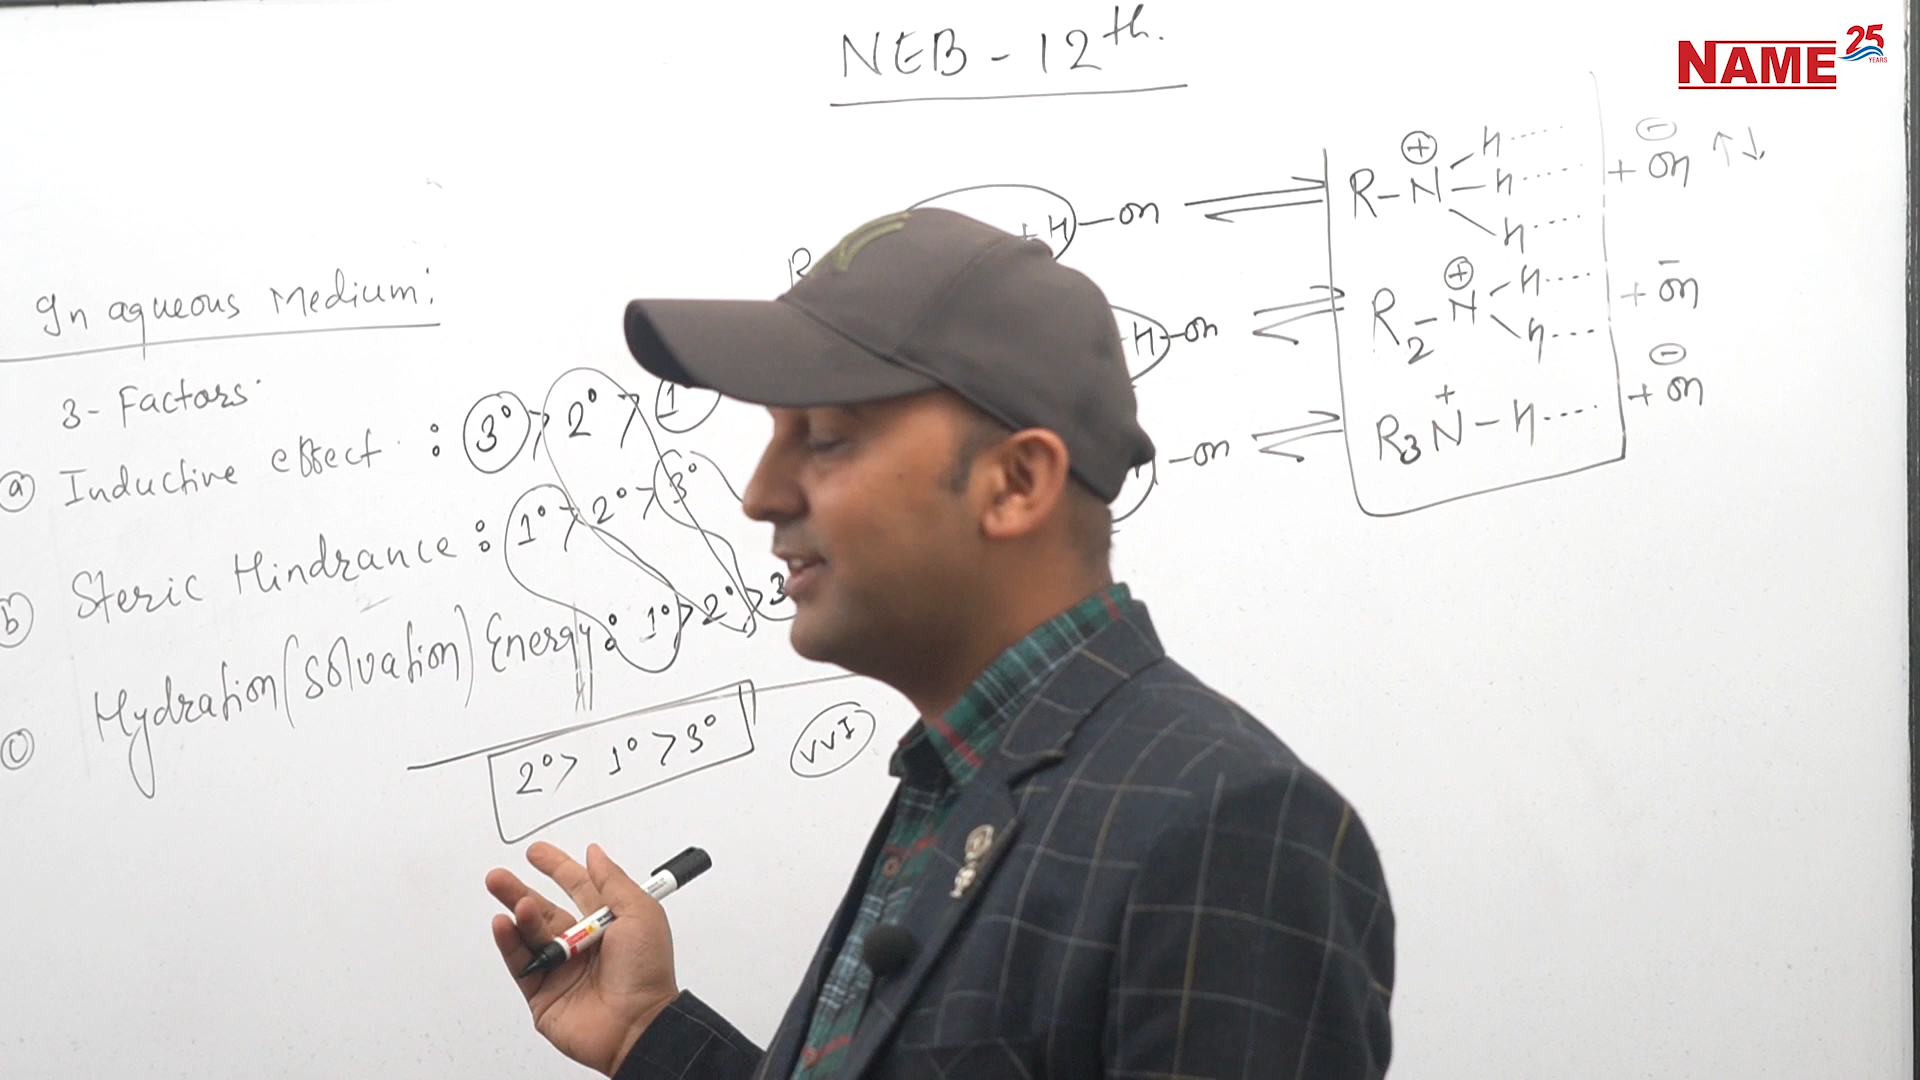 NEB - 12th.
NAME 25 YEARS
In aqueous Medium:
3- Factors
(a) Inductive effect : 3° > 2° > 1°
(b) Steric Hindrance : 1° > 2° > 3°
(c) Hydration (Solvation) Energy : 1° > 2° > 3
2° > 1° > 3°
VVI
R + H - OH ⇌ R - N⊕ - H ..... - H ..... - H ..... + OH⊖ ↑↓
H - OH ⇌ R2 - N⊕ - H .... - H .... + OH⁻
- OH ⇌ R3N⁺ - H .... + OH⊖